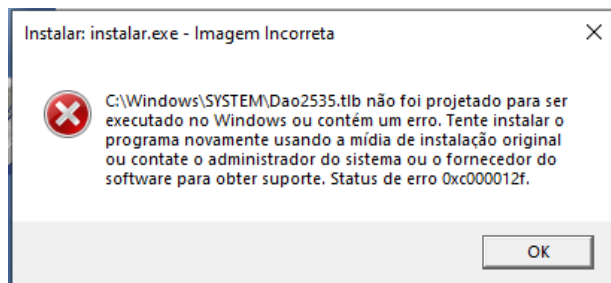 Instalar: instalar.exe - Imagem Incorreta
C:\Windows\SYSTEM\Dao2535.tlb não foi projetado para ser
executado no Windows ou contém um erro. Tente instalar o
programa novamente usando a mídia de instalação original
ou contate o administrador do sistema ou o fornecedor do
software para obter suporte. Status de erro 0xc000012f.
OK